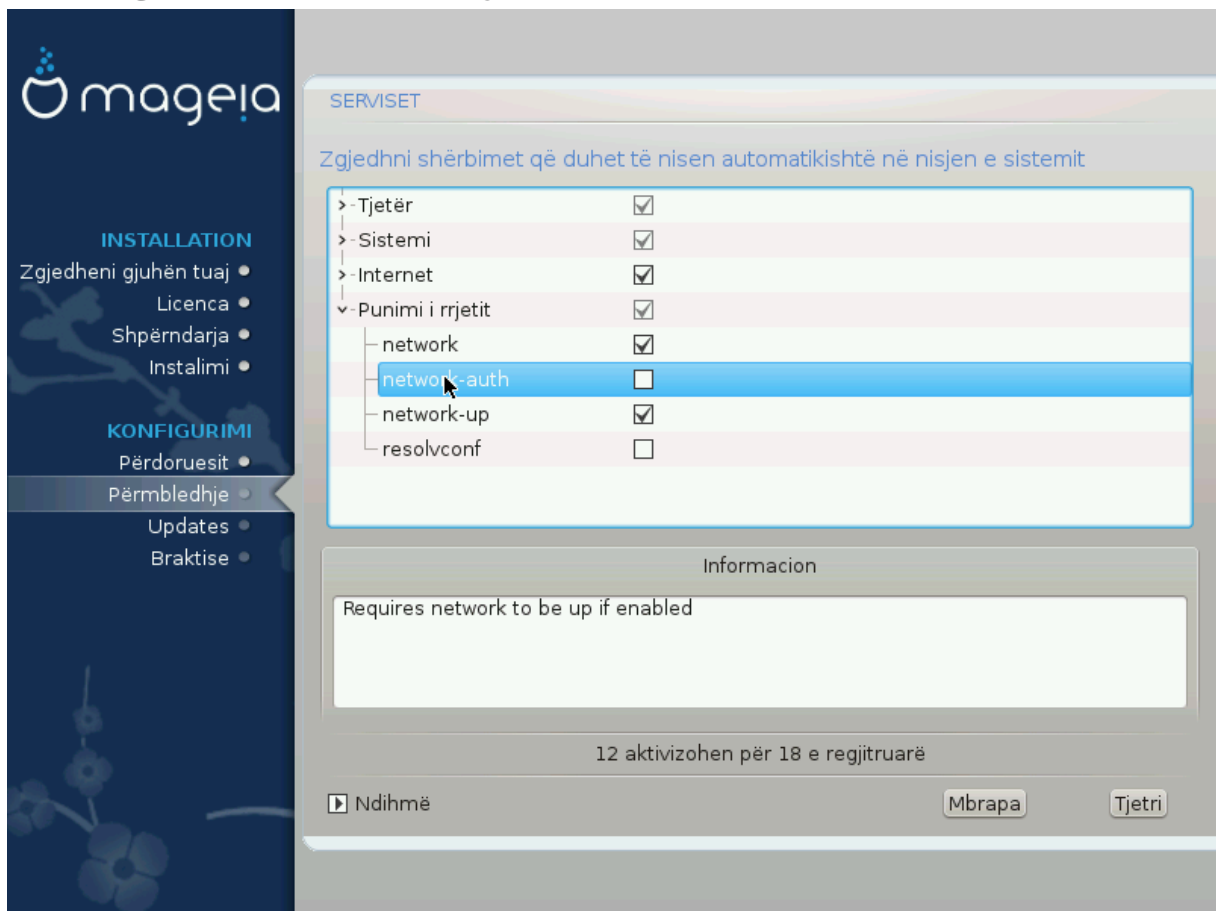 mageia
SERVISET
Zgjedhni shërbimet që duhet të nisen automatikishtë në nisjen e sistemit
Tjetër
Sistemi
Internet
Punimi i rrjetit
network
network-auth
network-up
resolvconf
INSTALLATION
Zgjedheni gjuhën tuaj
Licenca
Shpërndarja
Instalimi
KONFIGURIMI
Përdoruesit
Përmbledhje
Updates
Braktise
Informacion
Requires network to be up if enabled
12 aktivizohen për 18 e regjitruarë
Ndihmë
Mbrapa
Tjetri